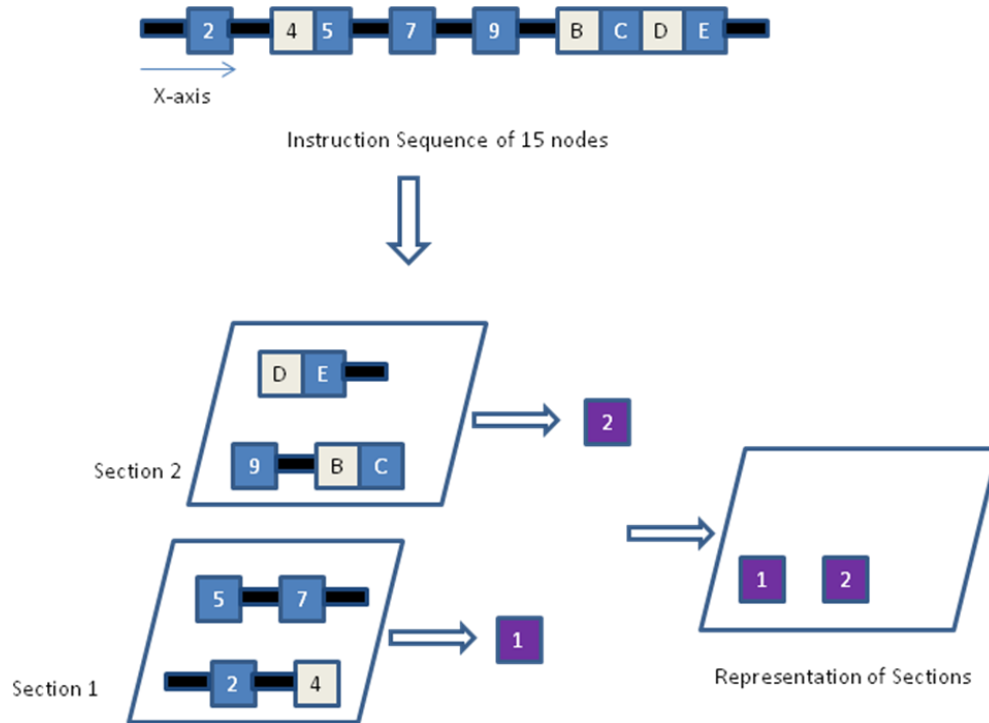 2 4 5 7 9 B C D E
X-axis
Instruction Sequence of 15 nodes
D E
2
9 B C
Section 2
5 7
1
2 4
Section 1
1 2
Representation of Sections